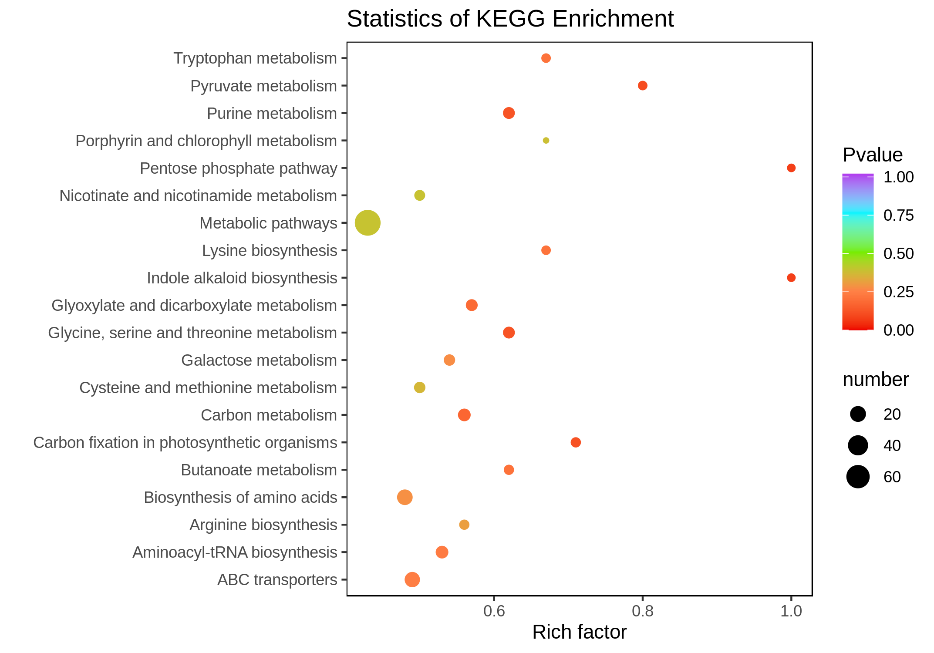 Statistics of KEGG Enrichment
Tryptophan metabolism
Pyruvate metabolism
Purine metabolism
Porphyrin and chlorophyll metabolism
Pentose phosphate pathway
Nicotinate and nicotinamide metabolism
Metabolic pathways
Lysine biosynthesis
Indole alkaloid biosynthesis
Glyoxylate and dicarboxylate metabolism
Glycine, serine and threonine metabolism
Galactose metabolism
Cysteine and methionine metabolism
Carbon metabolism
Carbon fixation in photosynthetic organisms
Butanoate metabolism
Biosynthesis of amino acids
Arginine biosynthesis
Aminoacyl-tRNA biosynthesis
ABC transporters
0.6 0.8 1.0
Rich factor
Pvalue
1.00
0.75
0.50
0.25
0.00
number
20
40
60